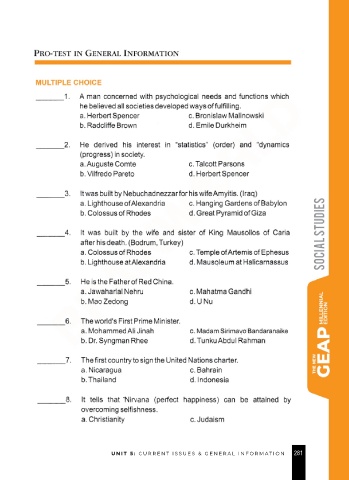 PRO-TEST IN GENERAL INFORMATION
MULTIPLE CHOICE
_______1. A man concerned with psychological needs and functions which
he believed all societies developed ways of fulfilling.
a. Herbert Spencer c. Bronislaw Malinowski
b. Radcliffe Brown d. Emile Durkheim
_______2. He derived his interest in "statistics" (order) and "dynamics
(progress) in society.
a. Auguste Comte c. Talcott Parsons
b. Vilfredo Pareto d. Herbert Spencer
_______3. It was built by Nebuchadnezzar for his wife Amyitis. (Iraq)
a. Lighthouse of Alexandria c. Hanging Gardens of Babylon
b. Colossus of Rhodes d. Great Pyramid of Giza
_______4. It was built by the wife and sister of King Mausollos of Caria
after his death. (Bodrum, Turkey)
a. Colossus of Rhodes c. Temple of Artemis of Ephesus
b. Lighthouse at Alexandria d. Mausoleum at Halicarnassus
_______5. He is the Father of Red China.
a. Jawaharlal Nehru c. Mahatma Gandhi
b. Mao Zedong d. U Nu
_______6. The world's First Prime Minister.
a. Mohammed Ali Jinah c. Madam Sirimavo Bandaranaike
b. Dr. Syngman Rhee d. Tunku Abdul Rahman
_______7. The first country to sign the United Nations charter.
a. Nicaragua c. Bahrain
b. Thailand d. Indonesia
_______8. It tells that 'Nirvana (perfect happiness) can be attained by
overcoming selfishness.
a. Christianity c. Judaism
SOCIAL STUDIES
THE NEW
GEAP
MILLENNIAL
EDITION
UNIT 5: CURRENT ISSUES & GENERAL INFORMATION 281